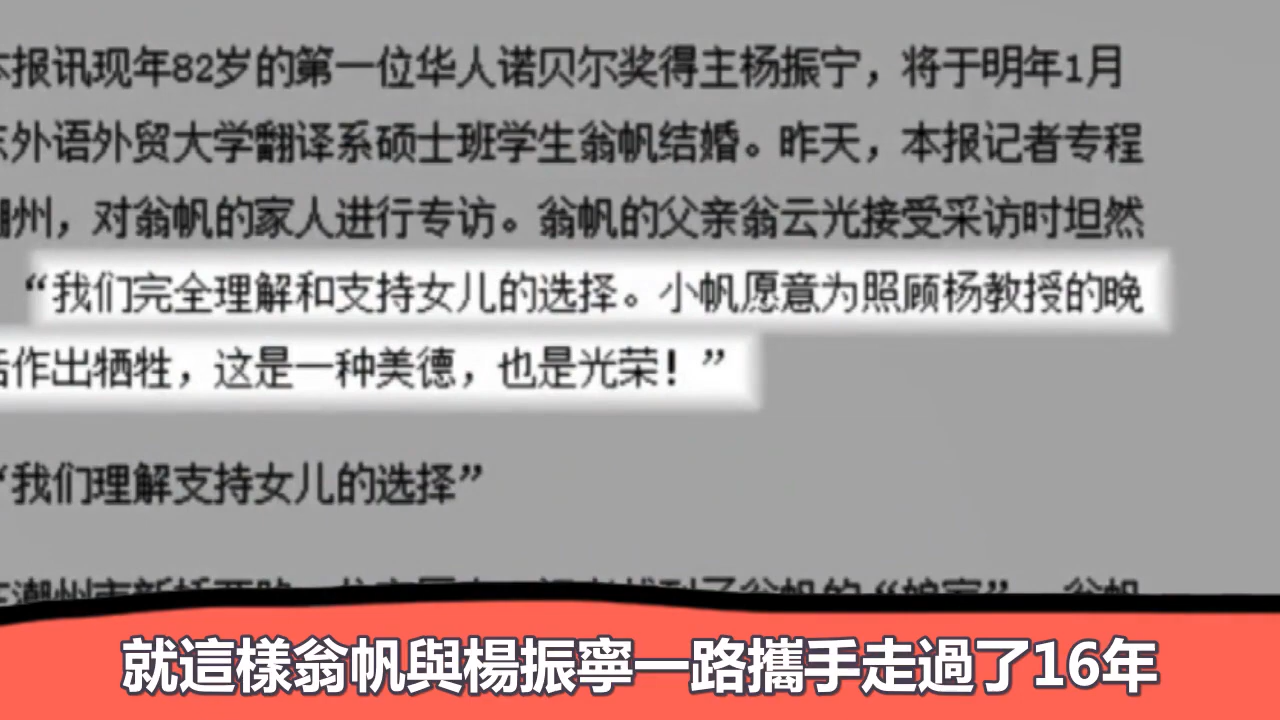 本报讯现年82岁的第一位华人诺贝尔奖得主杨振宁，将于明年1月
东外语外贸大学翻译系硕士班学生翁帆结婚。昨天，本报记者专程
潮州，对翁帆的家人进行专访。翁帆的父亲翁云光接受采访时坦然
“我们完全理解和支持女儿的选择。小帆愿意为照顾杨教授的晚
活作出牺牲，这是一种美德，也是光荣！”
“我们理解支持女儿的选择”
就這樣翁帆與楊振寧一路攜手走過了16年